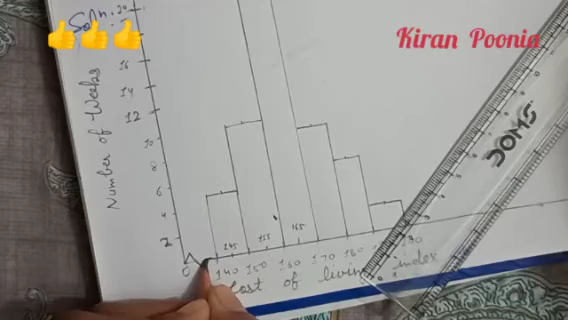 Soln:
Kiran Poonia
20
16
14
12
10
8
6
4
2
0
Number of Weeks
145
155
165
140 150 160 170 180
Cost of living index
DOMS